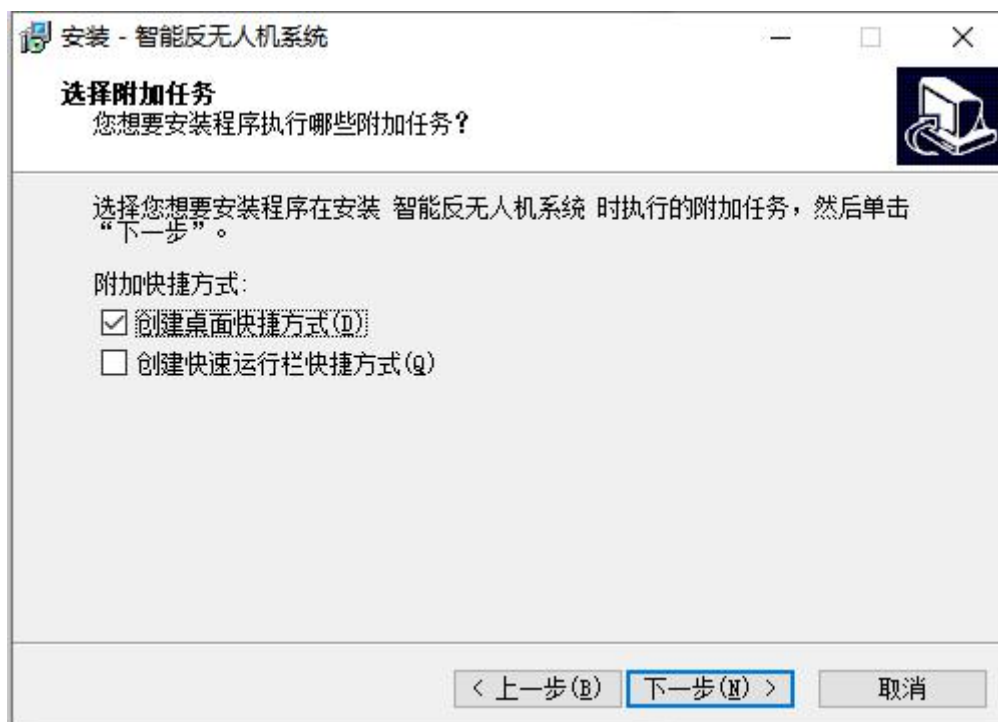 安装 - 智能反无人机系统
选择附加任务
您想要安装程序执行哪些附加任务?
选择您想要安装程序在安装 智能反无人机系统 时执行的附加任务，然后单击
“下一步”。
附加快捷方式:
创建桌面快捷方式(D)
创建快速运行栏快捷方式(Q)
< 上一步(B) 下一步(N) > 取消